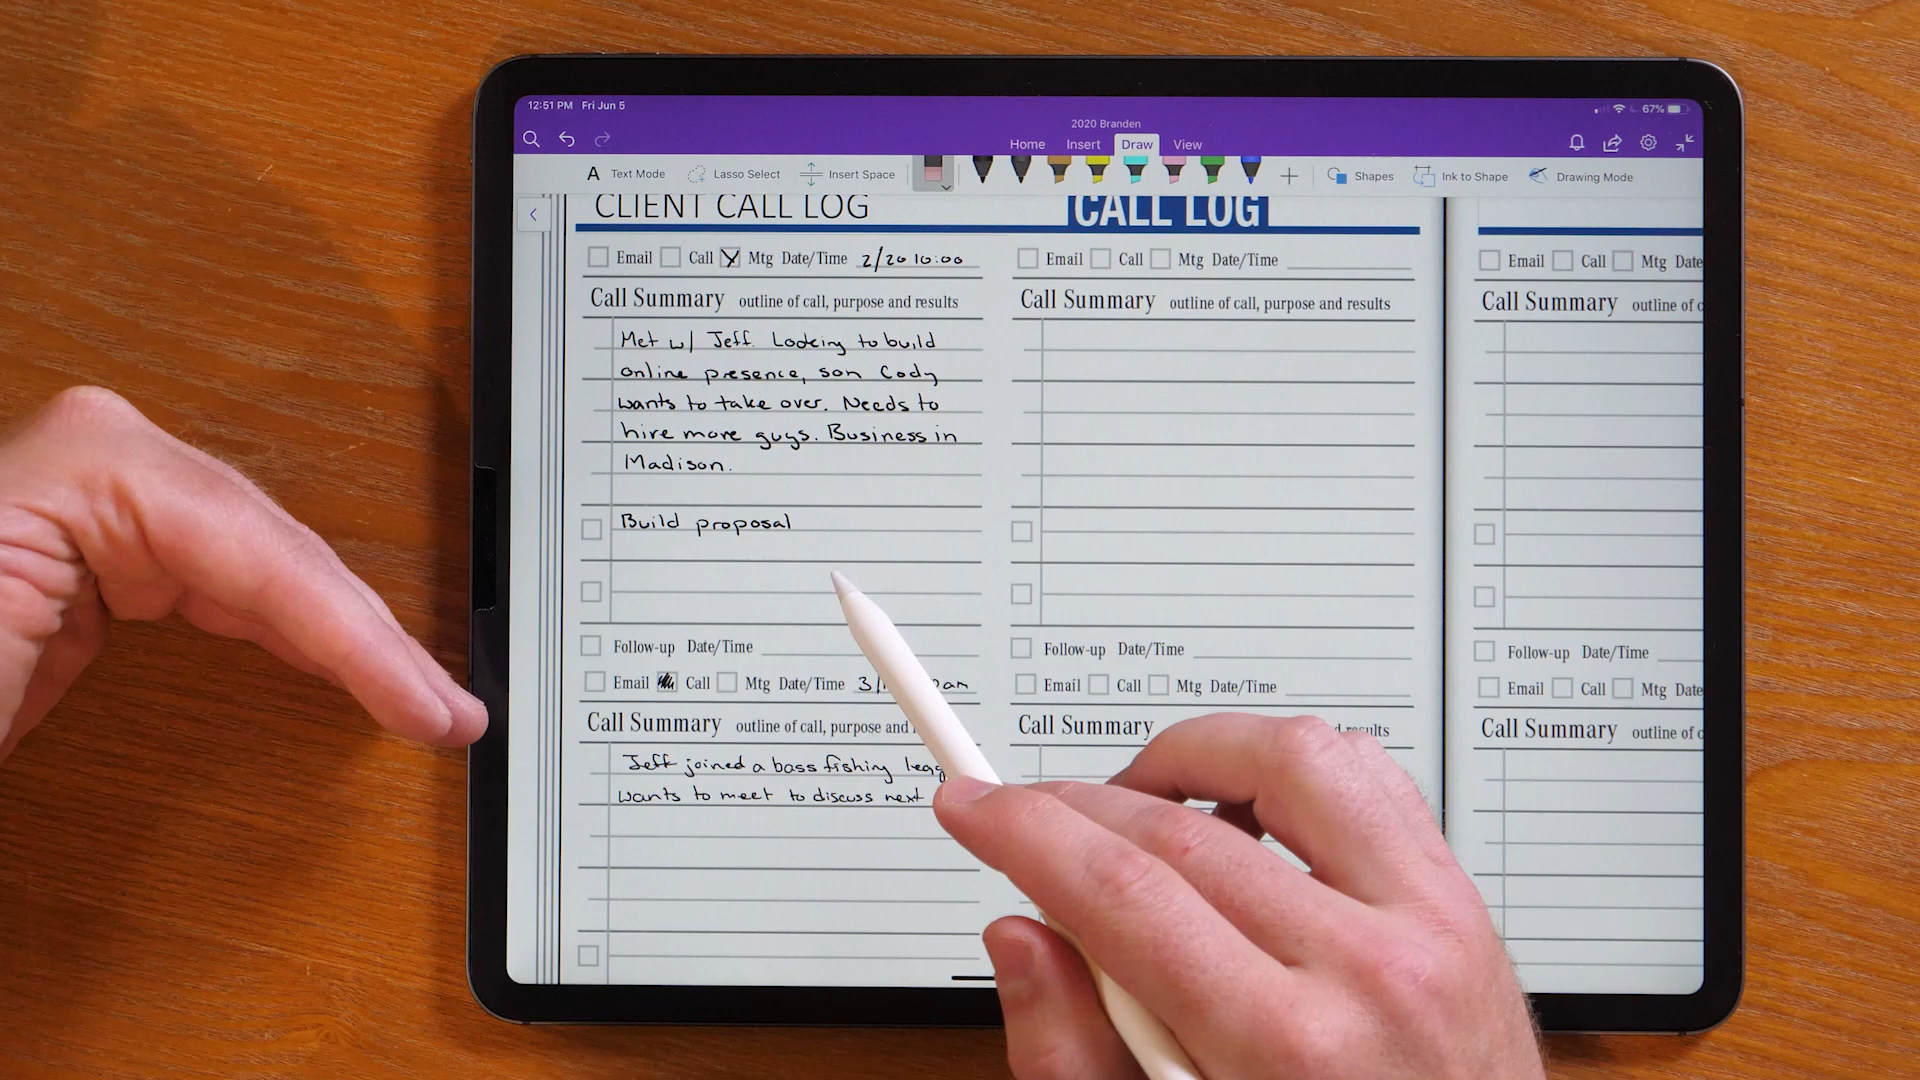 12:51 PM Fri Jun 5
67%
2020 Branden
Home Insert Draw View
A Text Mode Lasso Select Insert Space Shapes Ink to Shape Drawing Mode
CLIENT CALL LOG
Email Call Mtg Date/Time 2/20 10:00
Call Summary outline of call, purpose and results
Met w/ Jeff. Looking to build
online presence, son Cody
wants to take over. Needs to
hire more guys. Business in
Madison.
Build proposal
Follow-up Date/Time
Email Call Mtg Date/Time
Call Summary outline of call, purpose and
Jeff joined a bass fishing
wants to meet to discuss next
CALL LOG
Email Call Mtg Date/Time
Call Summary outline of call, purpose and results
Follow-up Date/Time
Email Call Mtg Date/Time
Call Summary results
Email Call Mtg Date
Call Summary outline of
Follow-up Date/Time
Email Call Mtg Date
Call Summary outline of